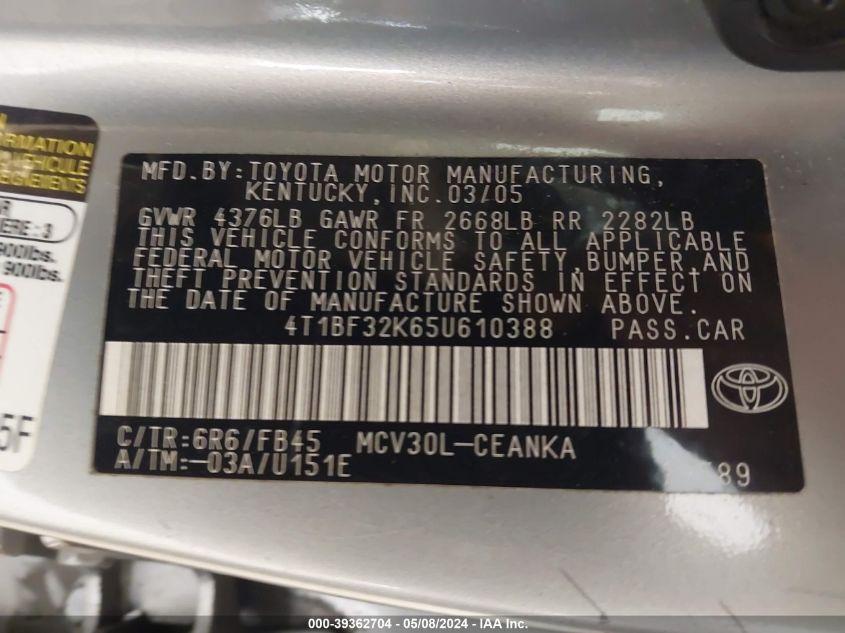 MFD.BY:TOYOTA MOTOR MANUFACTURING,
KENTUCKY,INC.03/05
GVWR 4376LB GAWR FR 2668LB RR 2282LB
THIS VEHICLE CONFORMS TO ALL APPLICABLE
FEDERAL MOTOR VEHICLE SAFETY,BUMPER,AND
THEFT PREVENTION STANDARDS IN EFFECT ON
THE DATE OF MANUFACTURE SHOWN ABOVE.
4T1BF32K65U610388 PASS.CAR
C/TR:6R6/FB45 MCV30L-CEANKA
A/TM:-03A/U151E
89
900lbs.
5F
000-39362704 - 05/08/2024 - IAA Inc.